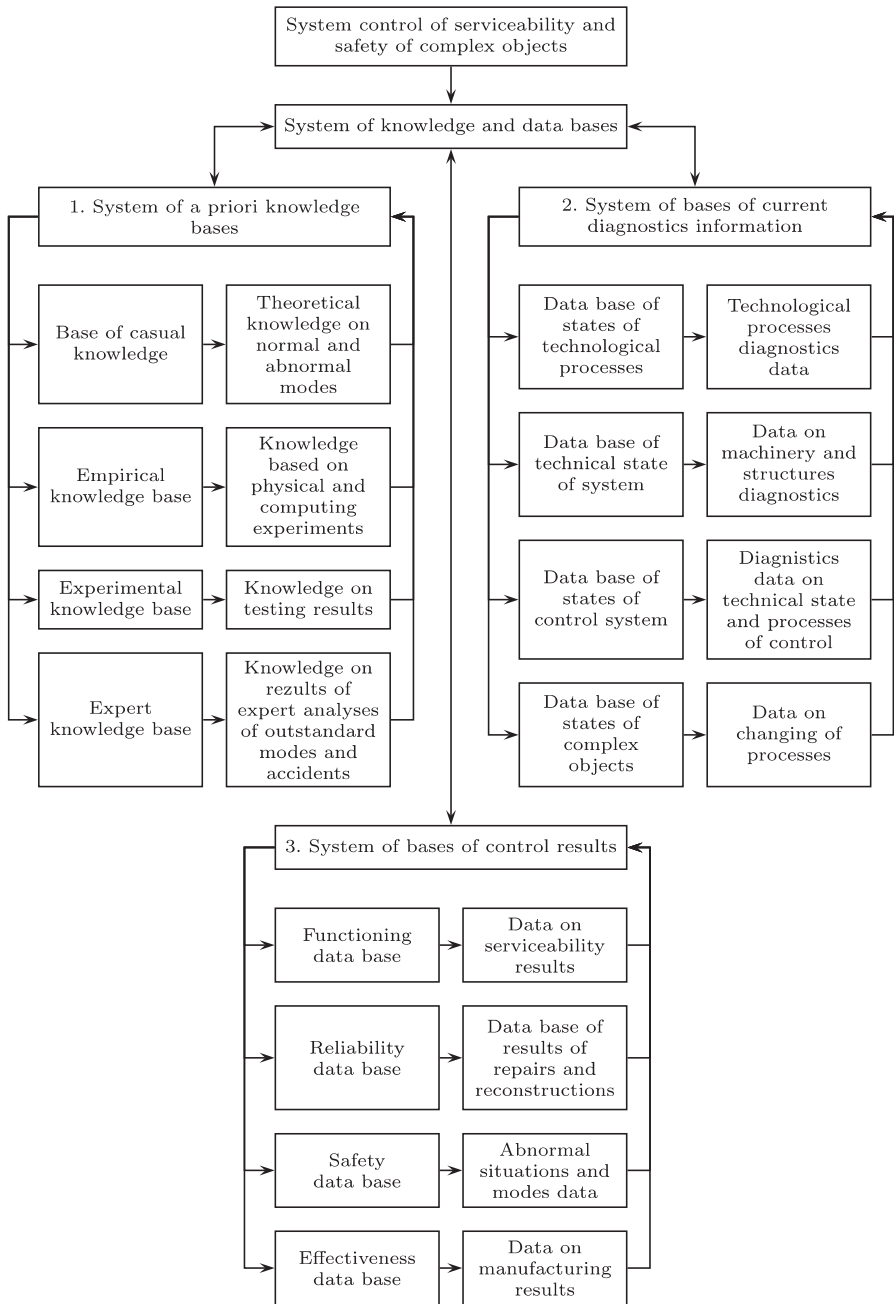 System control of serviceability and
safety of complex objects
System of knowledge and data bases
1. System of a priori knowledge
bases
Base of casual
knowledge
Theoretical
knowledge on
normal and
abnormal
modes
Empirical
knowledge base
Knowledge
based on
physical and
computing
experiments
Experimental
knowledge base
Knowledge on
testing results
Expert
knowledge base
Knowledge on
rezults of
expert analyses
of outstandard
modes and
accidents
2. System of bases of current
diagnostics information
Data base of
states of
technological
processes
Technological
processes
diagnostics
data
Data base of
technical state
of system
Data on
machinery and
structures
diagnostics
Data base of
states of
control system
Diagnistics
data on
technical state
and processes
of control
Data base of
states of
complex
objects
Data on
changing of
processes
3. System of bases of control results
Functioning
data base
Data on
serviceability
results
Reliability
data base
Data base of
results of
repairs and
reconstructions
Safety
data base
Abnormal
situations and
modes data
Effectiveness
data base
Data on
manufacturing
results